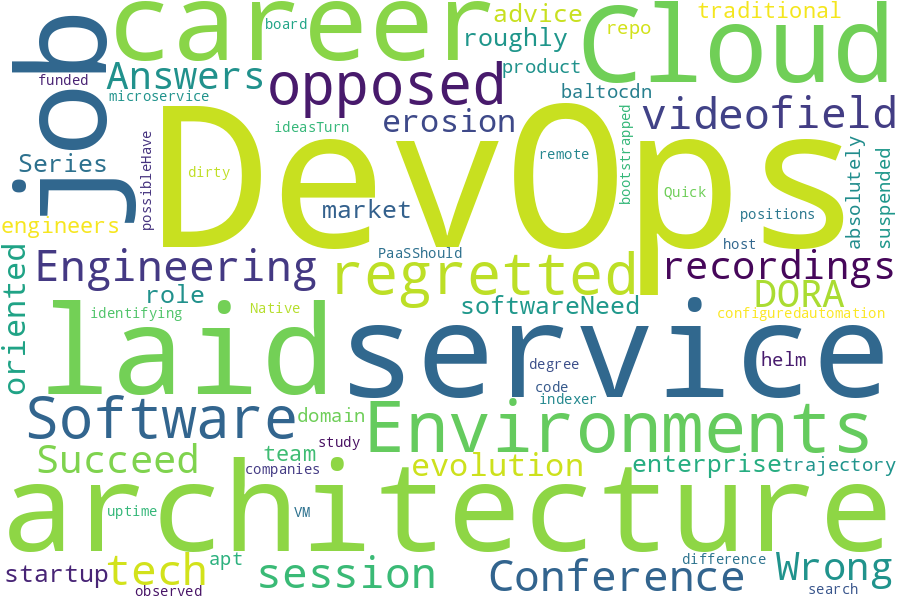 career
board
advice
Cloud
repo
traditional
job
funded
Answers
microservice
opposed
roughly
product
baltocdn
videofield
erosion
DevOps
ideasTurn
Series
possibleHave
dirty
remote
bootstrapped
Quick
absolutely
suspended
engineers
market
positions
host
oriented
Engineering
PaaSShould
regretted
recordings
role
DORA
identifying
Native
softwareNeed
configuredautomation
laid
service
degree
helm
code
indexer
Software
domain
Environments
study
Succeed
team
companies
evolution
enterprise
trajectory
architecture
uptime
VM
startup
tech
observed
apt
session
Conference
difference
Wrong
search